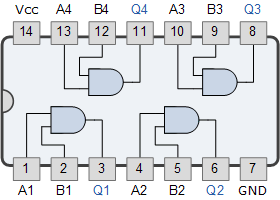 Vcc A4 B4 Q4 A3 B3 Q3
14 13 12 11 10 9 8
1 2 3 4 5 6 7
A1 B1 Q1 A2 B2 Q2 GND